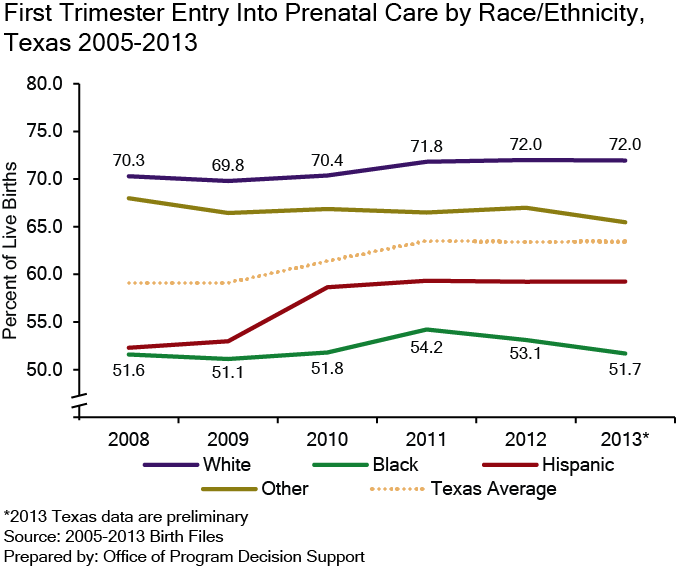 First Trimester Entry Into Prenatal Care by Race/Ethnicity,
Texas 2005-2013
Percent of Live Births
80.0
75.0
70.0
65.0
60.0
55.0
50.0
70.3 69.8 70.4 71.8 72.0 72.0
51.6 51.1 51.8 54.2 53.1 51.7
2008 2009 2010 2011 2012 2013*
White Black Hispanic
Other Texas Average
*2013 Texas data are preliminary
Source: 2005-2013 Birth Files
Prepared by: Office of Program Decision Support